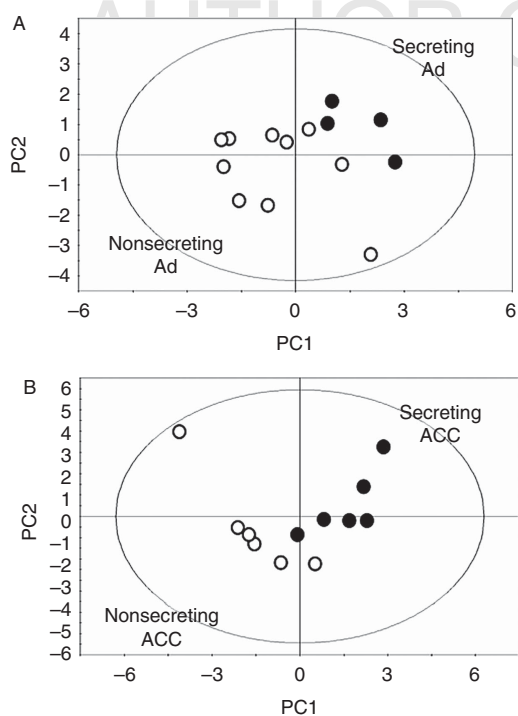 AUTHOR C
A
4
3
2
1
0
–1
–2
–3
–4
PC2
Secreting
Ad
Nonsecreting
Ad
–6
–3
0
3
6
PC1
B
6
5
4
3
2
1
0
–1
–2
–3
–4
–5
–6
PC2
Secreting
ACC
Nonsecreting
ACC
–3
0
3
6
PC1